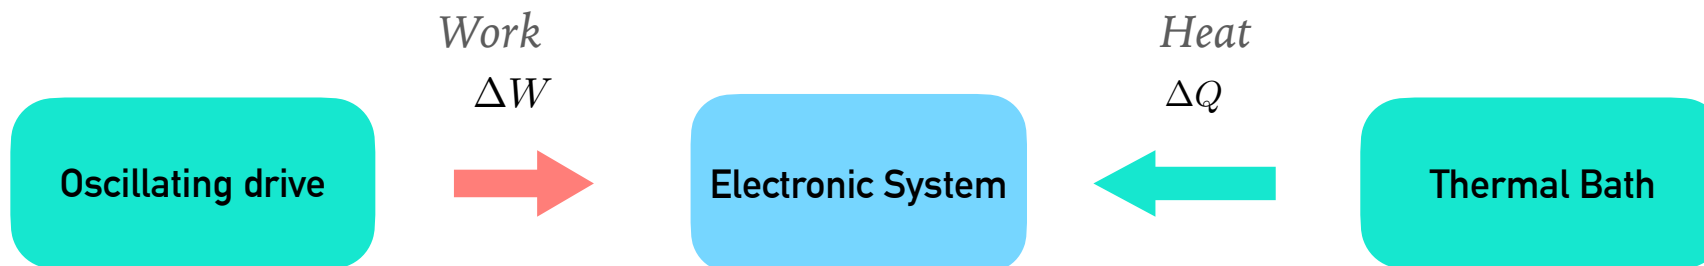 Work
ΔW
Heat
ΔQ
Oscillating drive
Electronic System
Thermal Bath